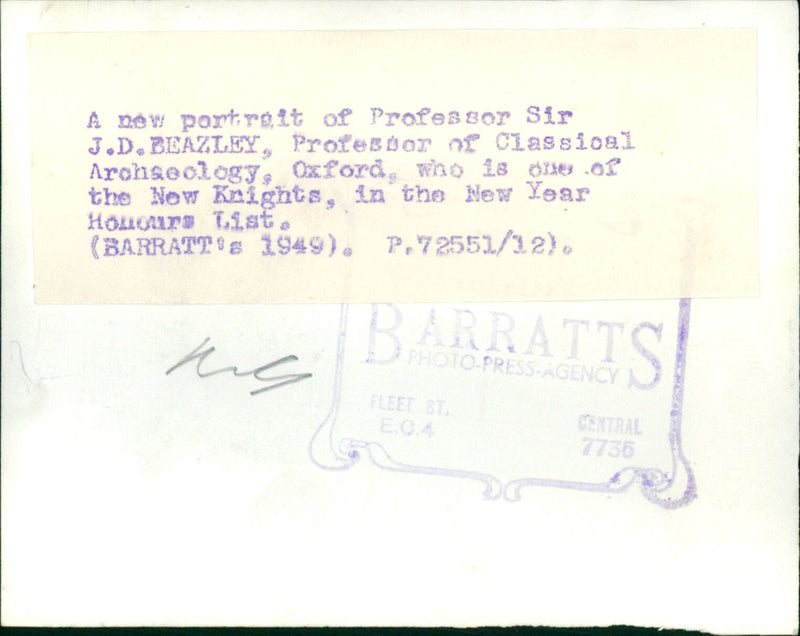 A new portrait of Professor Sir
J.D.BEAZLEY, Professor of Classical
Archaeology, Oxford, who is one of
the New Knights, in the New Year
Honours List.
(BARRATT's 1949). P.72551/12).
BARRATTS
PHOTO-PRESS-AGENCY
FLEET ST.
E.C.4
CENTRAL
7735